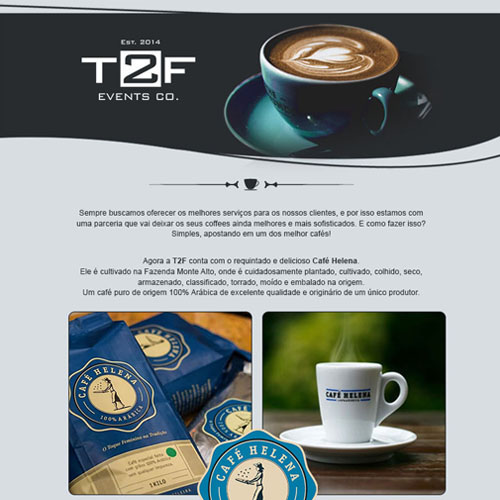 EST. 2014
T2F
EVENTS CO.
Sempre buscamos oferecer os melhores serviços para os nossos clientes, e por isso estamos com
uma parceria que vai deixar os seus coffees ainda melhores e mais sofisticados. E como fazer isso?
Simples, apostando em um dos melhor cafés!
Agora a T2F conta com o requintado e delicioso Café Helena.
Ele é cultivado na Fazenda Monte Alto, onde é cuidadosamente plantado, cultivado, colhido, seco,
armazenado, classificado, torrado, moído e embalado na origem.
Um café puro de origem 100% Arábica de excelente qualidade e originário de um único produtor.
CAFÉ HELENA
100% ARÁBICA
O Toque Feminino na Tradição
1 KILO
CAFÉ HELENA
CAFÉ HELENA